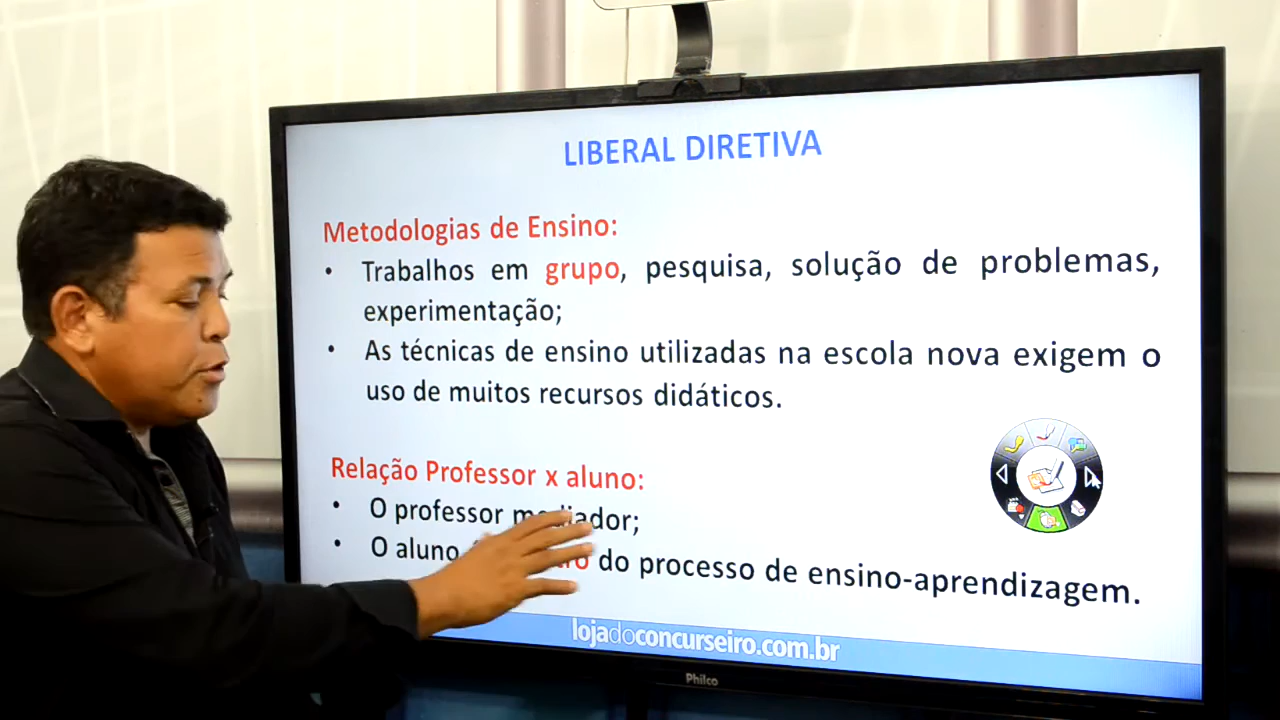 LIBERAL DIRETIVA
Metodologias de Ensino:
• Trabalhos em grupo, pesquisa, solução de problemas,
experimentação;
• As técnicas de ensino utilizadas na escola nova exigem o
uso de muitos recursos didáticos.
Relação Professor x aluno:
• O professor mediador;
• O aluno do processo de ensino-aprendizagem.
lojadoconcurseiro.com.br
Philco